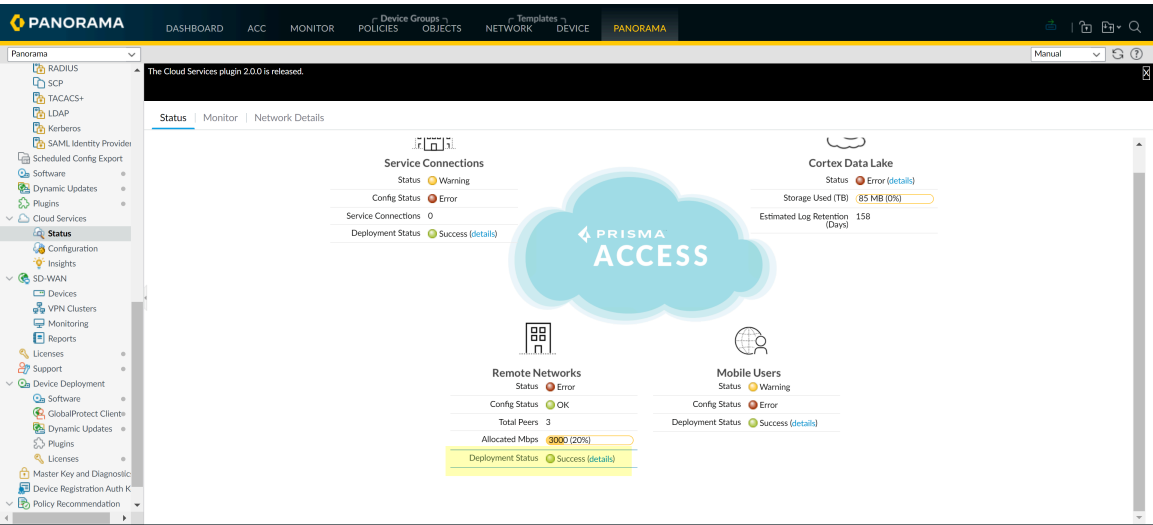 PANORAMA
DASHBOARD ACC MONITOR Device Groups POLICIES OBJECTS Templates NETWORK DEVICE PANORAMA
Panorama
Manual
The Cloud Services plugin 2.0.0 is released.
X
RADIUS
SCP
TACACS+
LDAP
Kerberos
SAML Identity Provider
Scheduled Config Export
Software
Dynamic Updates
Plugins
Cloud Services
Status
Configuration
Insights
SD-WAN
Devices
VPN Clusters
Monitoring
Reports
Licenses
Support
Device Deployment
Software
GlobalProtect Client
Dynamic Updates
Plugins
Licenses
Master Key and Diagnostic
Device Registration Auth K
Policy Recommendation
Status | Monitor | Network Details
Service Connections
Status Warning
Config Status Error
Service Connections 0
Deployment Status Success (details)
Cortex Data Lake
Status Error (details)
Storage Used (TB) 85 MB (0%)
Estimated Log Retention 158
(Days)
PRISMA
ACCESS
Remote Networks
Status Error
Config Status OK
Total Peers 3
Allocated Mbps 3000 (20%)
Deployment Status Success (details)
Mobile Users
Status Warning
Config Status Error
Deployment Status Success (details)